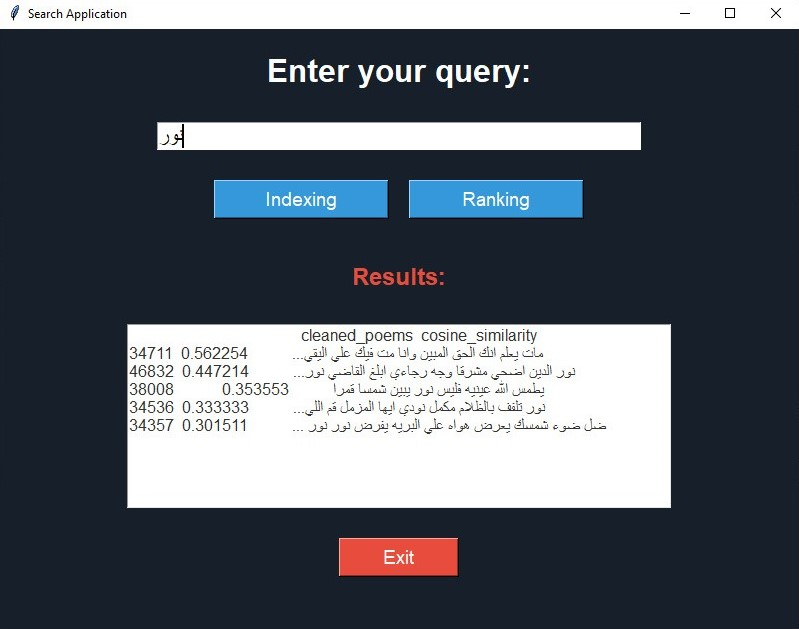 Search Application
Enter your query:
نور
Indexing
Ranking
Results:
cleaned_poems cosine_similarity
34711 0.562254 مات يعلم انك الحق المبين وانا مت فيك علي اليقي...
46832 0.447214 نور الدين اضحي مشرقا وجه رجاءي ابلغ القاضي نور...
38008 0.353553 يطمس الله عينيه فليس نور يبين شمسا قمرا
34536 0.333333 نور تلفف بالظلام مكمل نودي ايها المزمل قم اللي...
34357 0.301511 ضل ضوء شمسك يعرض هواه علي البريه يفرض نور نور ...
Exit